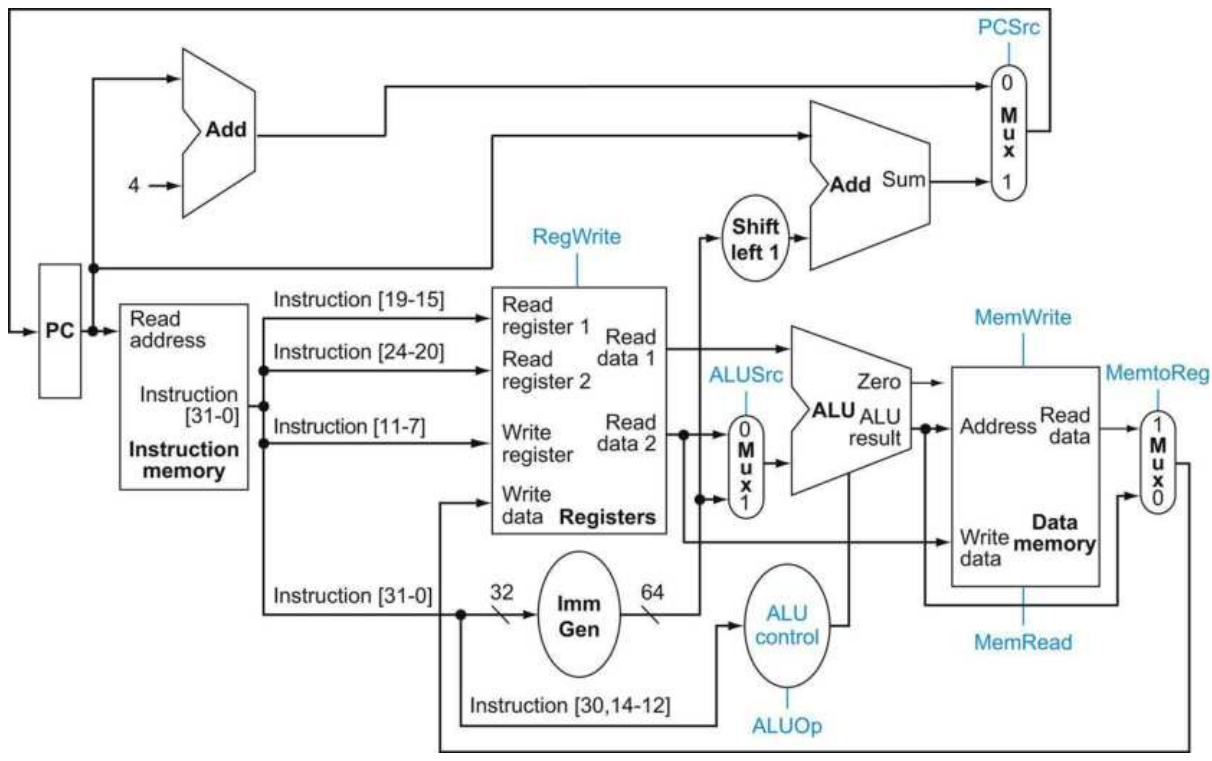 PCSrc
0
Mux
1
Add
4
Add Sum
Shift
left 1
RegWrite
PC
Read
address
Instruction
[31-0]
Instruction
memory
Instruction [19-15]
Instruction [24-20]
Instruction [11-7]
Instruction [31-0]
Read
register 1
Read
register 2
Write
register
Write
data
Read
data 1
Read
data 2
Registers
ALUSrc
0
Mux
1
Zero
ALU
ALU
result
MemWrite
Address
Read
data
Write
data
Data
memory
MemRead
MemtoReg
1
Mux
0
32
Imm
Gen
64
ALU
control
Instruction [30,14-12]
ALUOp